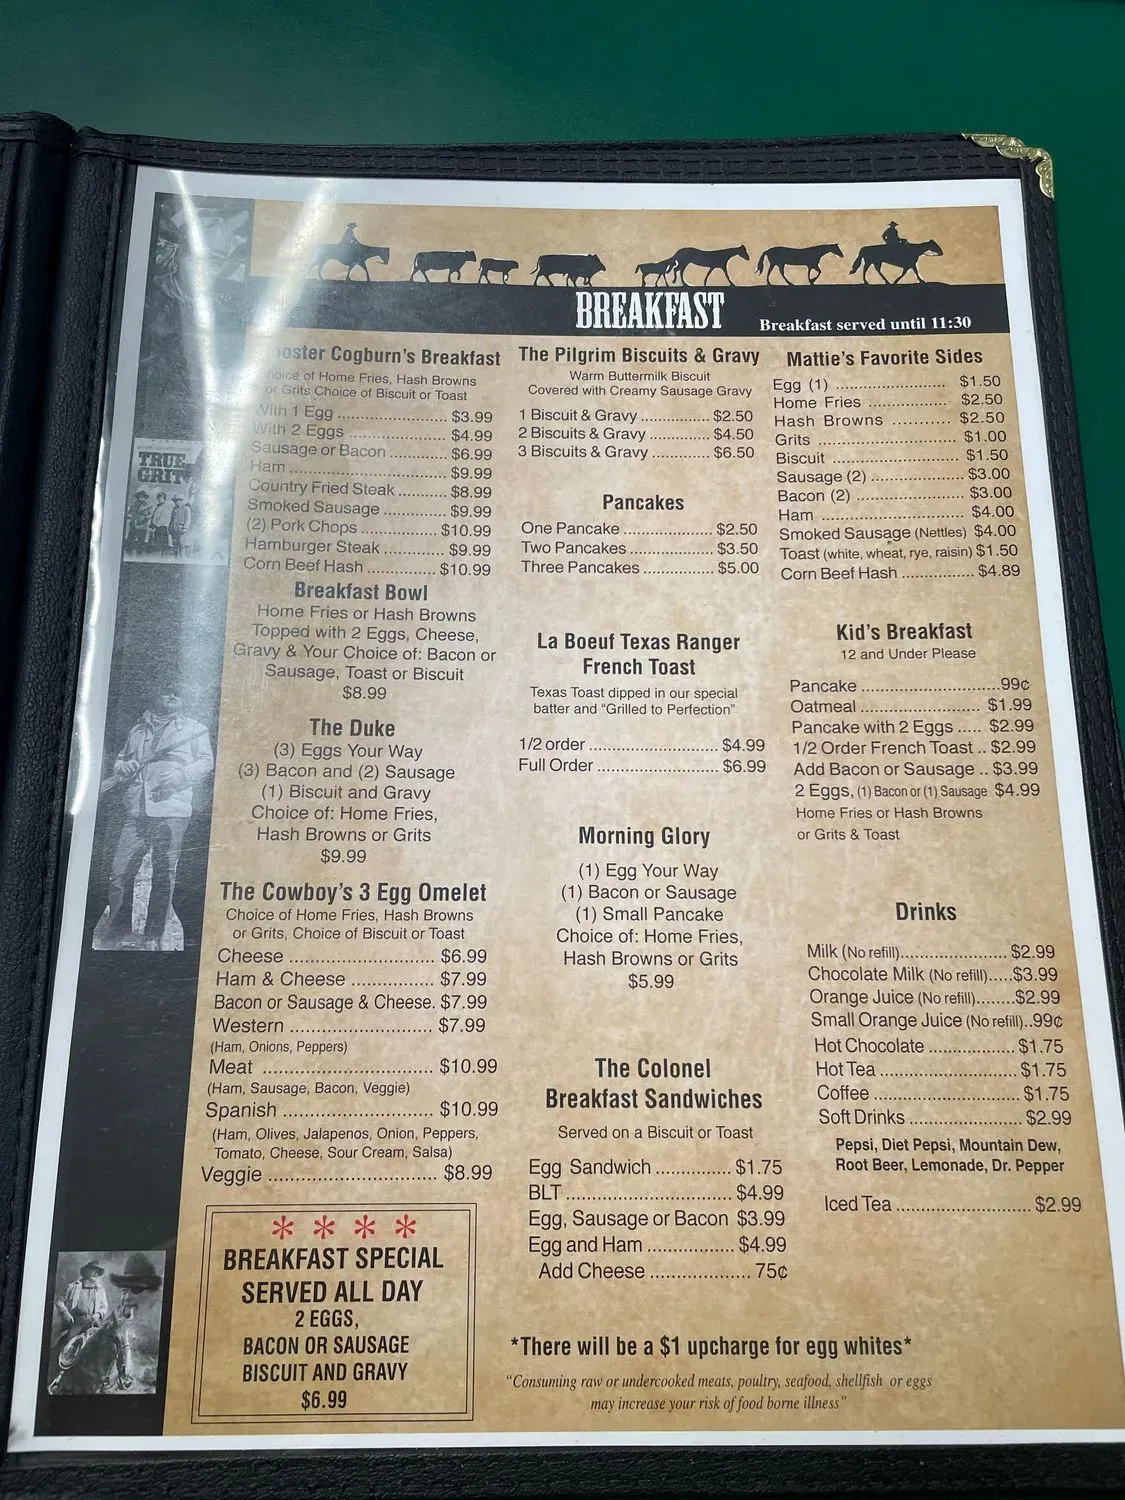 TRUE
GRIT
BREAKFAST
Breakfast served until 11:30
ooster Cogburn's Breakfast
hoice of Home Fries, Hash Browns
or Grits Choice of Biscuit or Toast
With 1 Egg ............................ $3.99
With 2 Eggs .......................... $4.99
Sausage or Bacon ............ $6.99
Ham ..................................... $9.99
Country Fried Steak .......... $8.99
Smoked Sausage .............. $9.99
(2) Pork Chops ................. $10.99
Hamburger Steak ............. $9.99
Corn Beef Hash ................ $10.99
Breakfast Bowl
Home Fries or Hash Browns
Topped with 2 Eggs, Cheese,
Gravy & Your Choice of: Bacon or
Sausage, Toast or Biscuit
$8.99
The Duke
(3) Eggs Your Way
(3) Bacon and (2) Sausage
(1) Biscuit and Gravy
Choice of: Home Fries,
Hash Browns or Grits
$9.99
The Cowboy's 3 Egg Omelet
Choice of Home Fries, Hash Browns
or Grits, Choice of Biscuit or Toast
Cheese ............................ $6.99
Ham & Cheese ................ $7.99
Bacon or Sausage & Cheese. $7.99
Western ........................... $7.99
(Ham, Onions, Peppers)
Meat ................................ $10.99
(Ham, Sausage, Bacon, Veggie)
Spanish ............................ $10.99
(Ham, Olives, Jalapenos, Onion, Peppers,
Tomato, Cheese, Sour Cream, Salsa)
Veggie ................................ $8.99
* * * *
BREAKFAST SPECIAL
SERVED ALL DAY
2 EGGS,
BACON OR SAUSAGE
BISCUIT AND GRAVY
$6.99
The Pilgrim Biscuits & Gravy
Warm Buttermilk Biscuit
Covered with Creamy Sausage Gravy
1 Biscuit & Gravy ............. $2.50
2 Biscuits & Gravy ............ $4.50
3 Biscuits & Gravy ............ $6.50
Pancakes
One Pancake ...................... $2.50
Two Pancakes .................... $3.50
Three Pancakes ................ $5.00
La Boeuf Texas Ranger
French Toast
Texas Toast dipped in our special
batter and "Grilled to Perfection"
1/2 order .......................... $4.99
Full Order ......................... $6.99
Morning Glory
(1) Egg Your Way
(1) Bacon or Sausage
(1) Small Pancake
Choice of: Home Fries,
Hash Browns or Grits
$5.99
The Colonel
Breakfast Sandwiches
Served on a Biscuit or Toast
Egg Sandwich .............. $1.75
BLT ............................... $4.99
Egg, Sausage or Bacon $3.99
Egg and Ham ................ $4.99
Add Cheese ................... 75¢
Mattie's Favorite Sides
Egg (1) ......................... $1.50
Home Fries .................. $2.50
Hash Browns ............... $2.50
Grits ............................. $1.00
Biscuit .......................... $1.50
Sausage (2) .................. $3.00
Bacon (2) ..................... $3.00
Ham .............................. $4.00
Smoked Sausage (Nettles) $4.00
Toast (white, wheat, rye, raisin) $1.50
Corn Beef Hash ............... $4.89
Kid's Breakfast
12 and Under Please
Pancake ............................ 99¢
Oatmeal .......................... $1.99
Pancake with 2 Eggs ..... $2.99
1/2 Order French Toast .. $2.99
Add Bacon or Sausage .. $3.99
2 Eggs, (1) Bacon or (1) Sausage $4.99
Home Fries or Hash Browns
or Grits & Toast
Drinks
Milk (No refill)..................... $2.99
Chocolate Milk (No refill).....$3.99
Orange Juice (No refill)........$2.99
Small Orange Juice (No refill)..99¢
Hot Chocolate .................. $1.75
Hot Tea ............................ $1.75
Coffee .............................. $1.75
Soft Drinks ....................... $2.99
Pepsi, Diet Pepsi, Mountain Dew,
Root Beer, Lemonade, Dr. Pepper
Iced Tea ........................... $2.99
*There will be a $1 upcharge for egg whites*
"Consuming raw or undercooked meats, poultry, seafood, shellfish or eggs
may increase your risk of food borne illness"